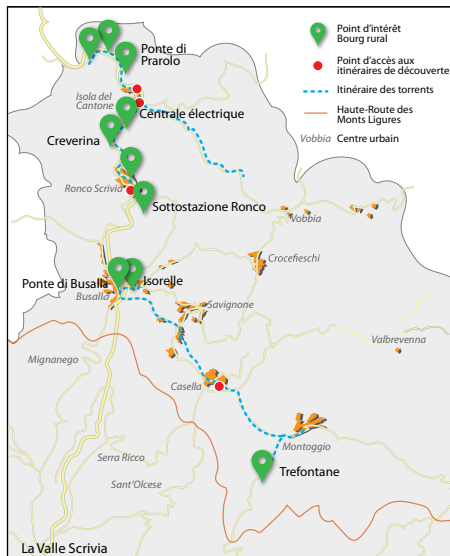 Point d'intérêt
Bourg rural
Point d'accès aux
itinéraires de découverte
Itinéraire des torrents
Haute-Route des
Monts Ligures
Vobbia Centre urbain
Ponte di
Prarolo
Isola del
Cantone
Centrale électrique
Creverina
Ronco Scrivia
Sottostazione Ronco
Vobbia
Crocefieschi
Ponte di Busalla
Isorelle
Busalla
Savignone
Valbrevenna
Mignanego
Casella
Montoggio
Serra Ricco
Trefontane
Sant'Olcese
La Valle Scrivia